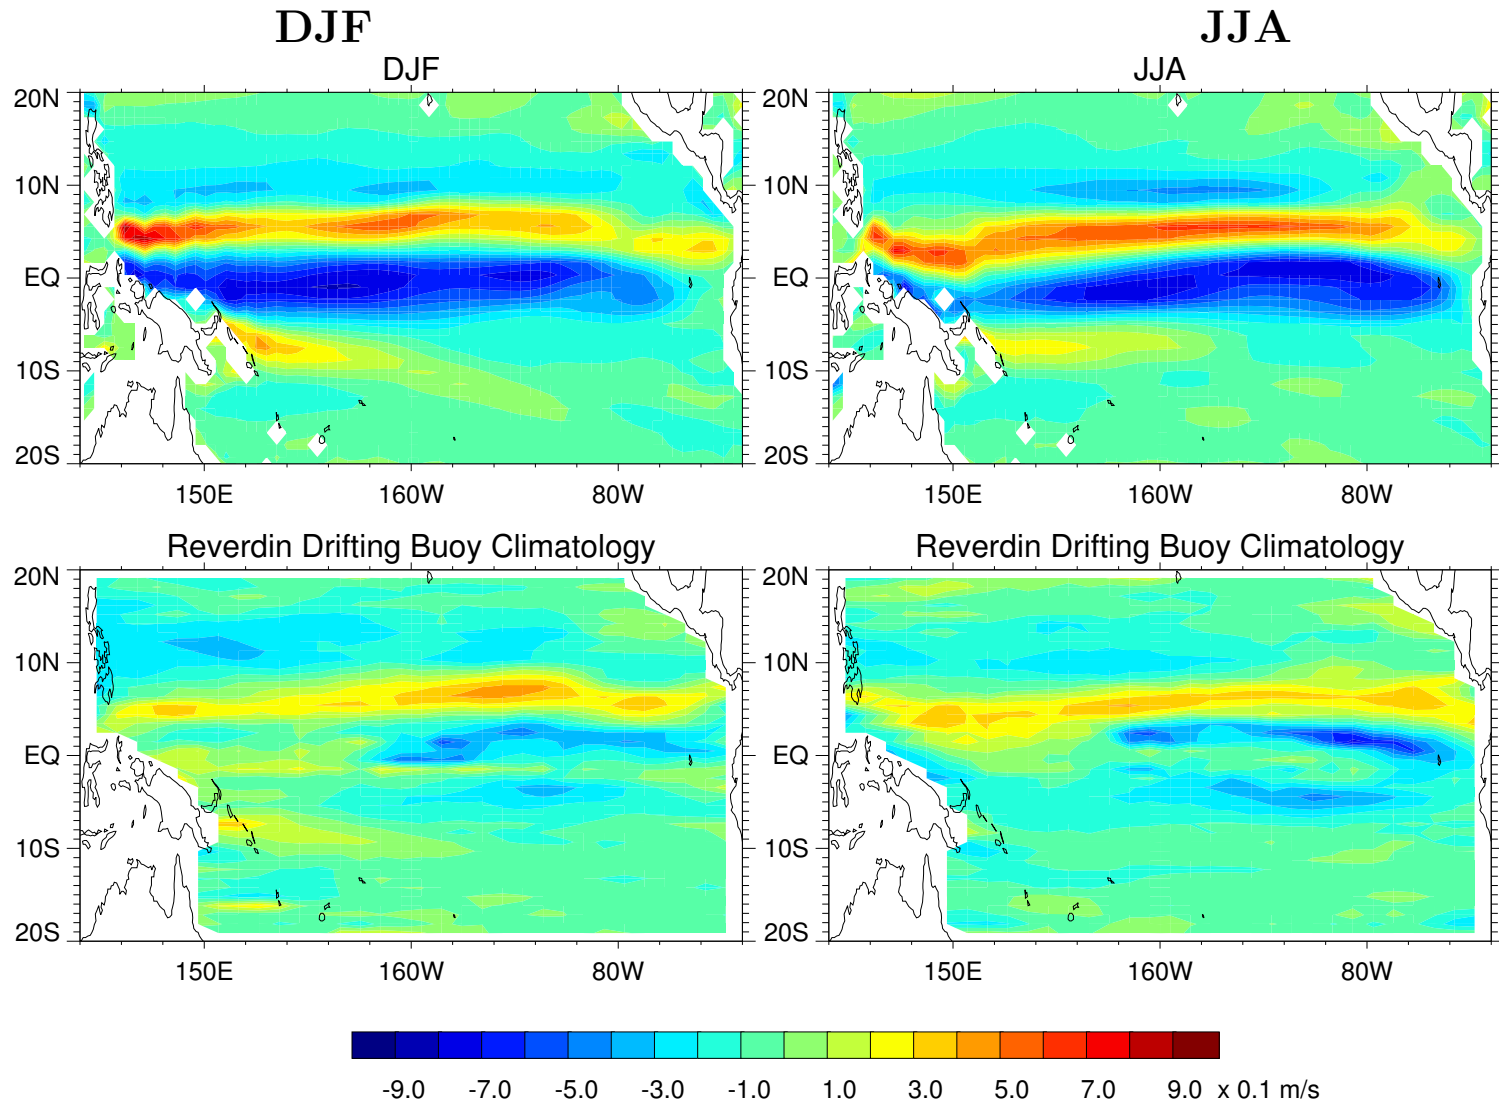 DJF JJA
DJF JJA
20N 20N
10N 10N
EQ EQ
10S 10S
20S 20S
150E 160W 80W 150E 160W 80W
Reverdin Drifting Buoy Climatology Reverdin Drifting Buoy Climatology
20N 20N
10N 10N
EQ EQ
10S 10S
20S 20S
150E 160W 80W 150E 160W 80W
-9.0 -7.0 -5.0 -3.0 -1.0 1.0 3.0 5.0 7.0 9.0 x 0.1 m/s